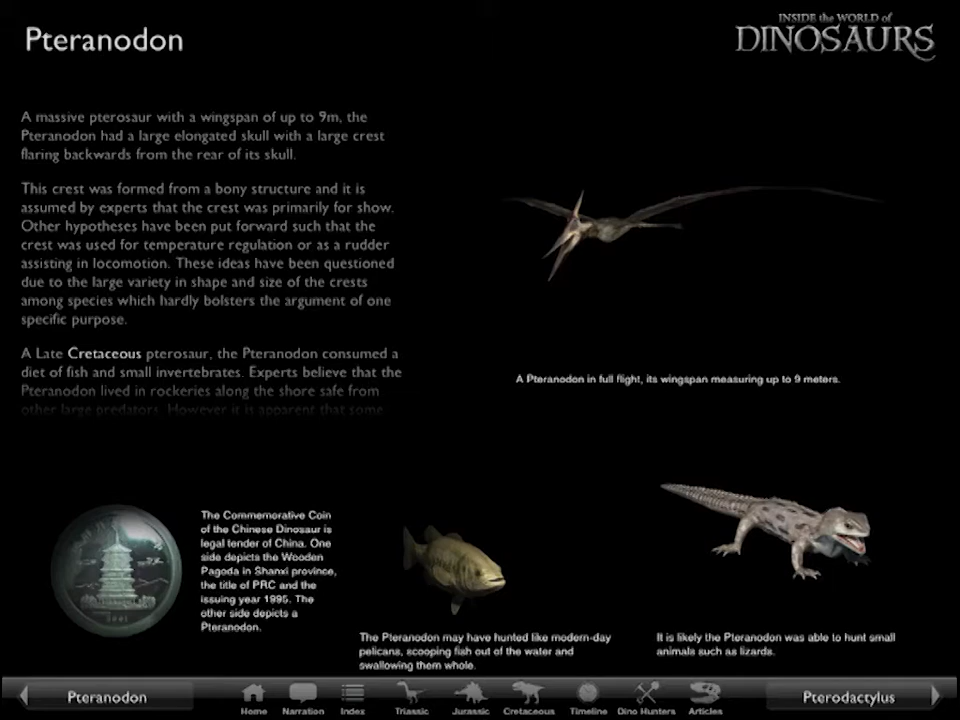 Pteranodon
INSIDE the WORLD of
DINOSAURS
A massive pterosaur with a wingspan of up to 9m, the
Pteranodon had a large elongated skull with a large crest
flaring backwards from the rear of its skull.
This crest was formed from a bony structure and it is
assumed by experts that the crest was primarily for show.
Other hypotheses have been put forward such that the
crest was used for temperature regulation or as a rudder
assisting in locomotion. These ideas have been questioned
due to the large variety in shape and size of the crests
among species which hardly bolsters the argument of one
specific purpose.
A Late Cretaceous pterosaur, the Pteranodon consumed a
diet of fish and small invertebrates. Experts believe that the
Pteranodon lived in rockeries along the shore safe from
other large predators. However it is apparent that some
A Pteranodon in full flight, its wingspan measuring up to 9 meters.
The Commemorative Coin
of the Chinese Dinosaur is
legal tender of China. One
side depicts the Wooden
Pagoda in Shanxi province,
the title of PRC and the
issuing year 1995. The
other side depicts a
Pteranodon.
The Pteranodon may have hunted like modern-day
pelicans, scooping fish out of the water and
swallowing them whole.
It is likely the Pteranodon was able to hunt small
animals such as lizards.
Pteranodon
Home
Narration
Index
Triassic
Jurassic
Cretaceous
Timeline
Dino Hunters
Articles
Pterodactylus